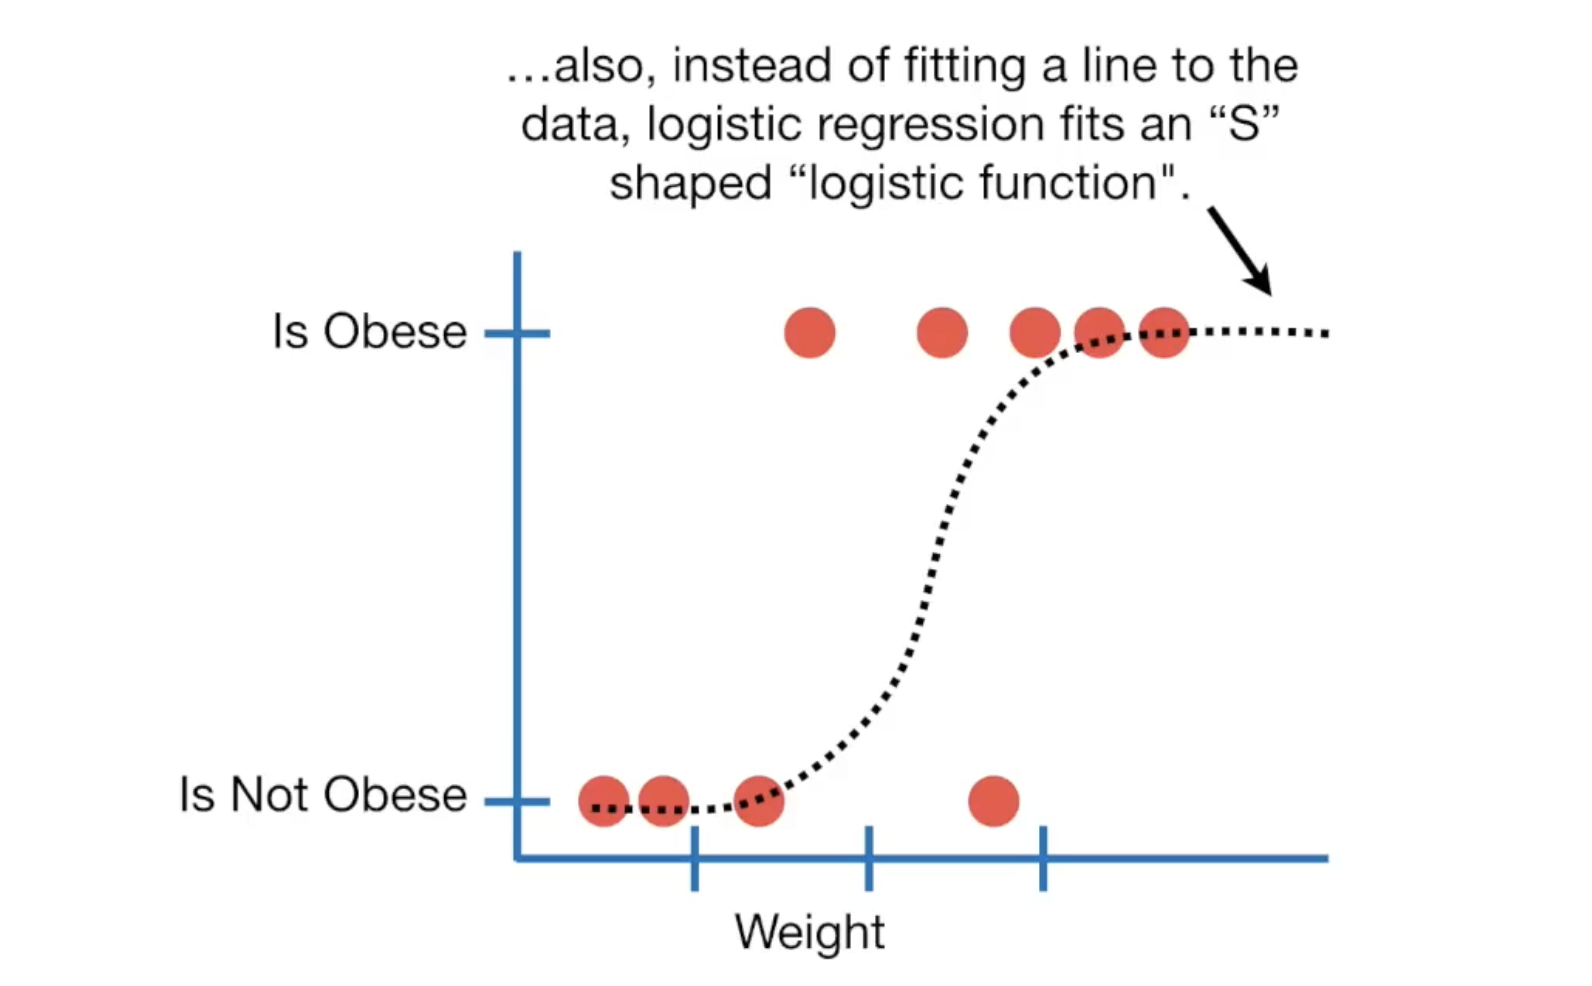 …also, instead of fitting a line to the
data, logistic regression fits an “S”
shaped “logistic function".
Is Obese
Is Not Obese
Weight